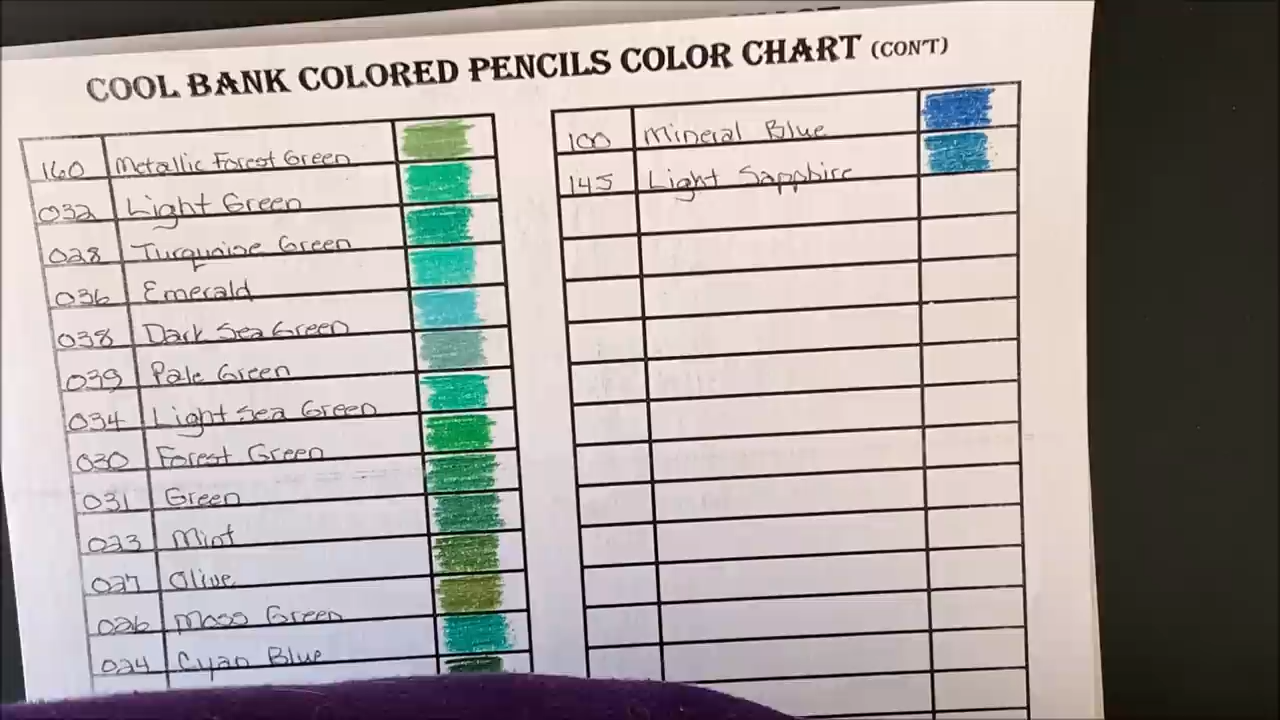 COOL BANK COLORED PENCILS COLOR CHART (CON'T)
160 Metallic Forest Green
032 Light Green
028 Turquoise Green
036 Emerald
038 Dark Sea Green
039 Pale Green
034 Light Sea Green
030 Forest Green
031 Green
023 Mint
027 Olive
026 Moss Green
024 Cyan Blue
100 Mineral Blue
145 Light Sapphire